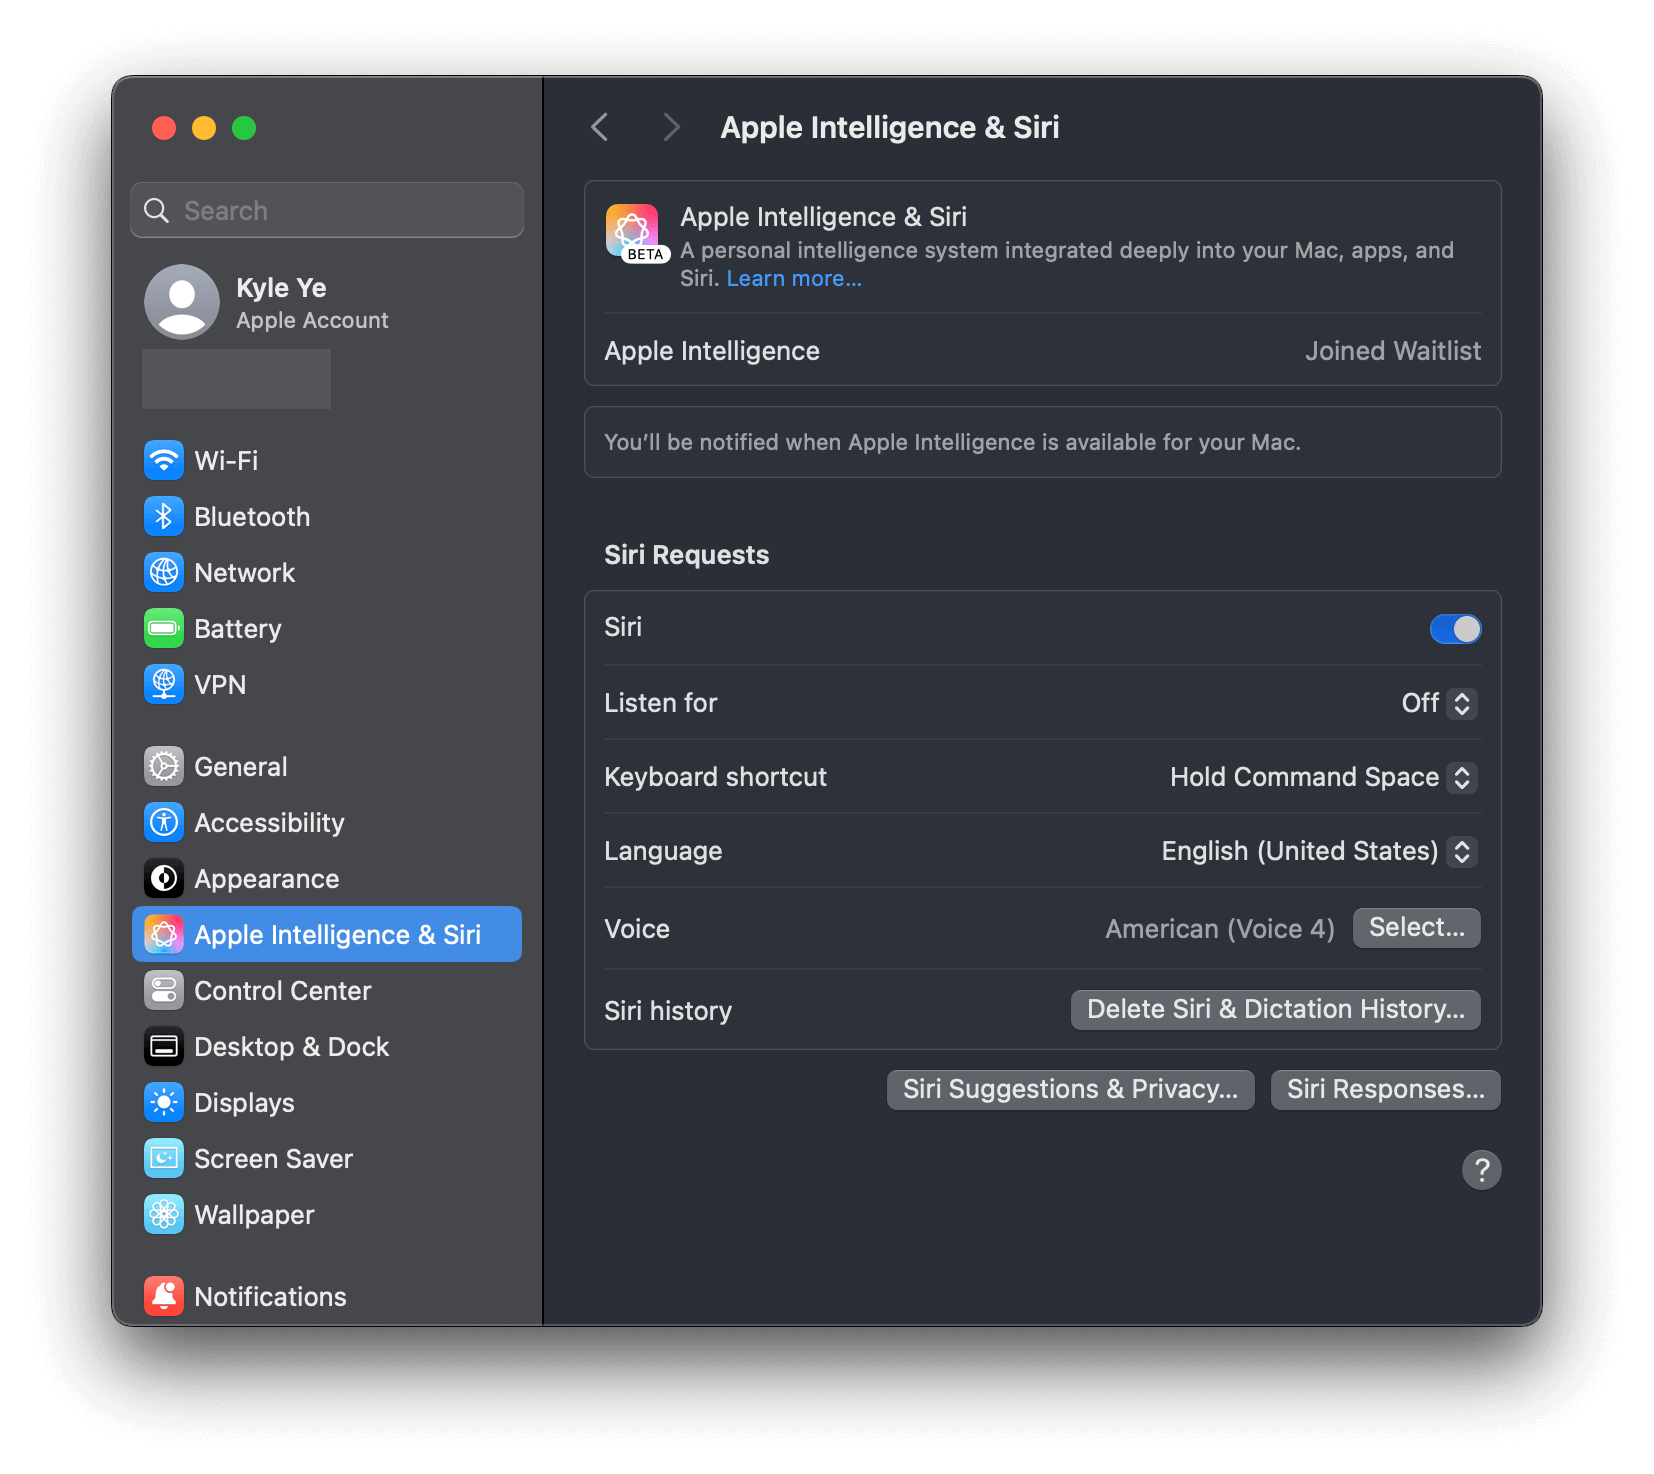 Search
Kyle Ye
Apple Account
Wi-Fi
Bluetooth
Network
Battery
VPN
General
Accessibility
Appearance
Apple Intelligence & Siri
Control Center
Desktop & Dock
Displays
Screen Saver
Wallpaper
Notifications
Apple Intelligence & Siri
BETA
Apple Intelligence & Siri
A personal intelligence system integrated deeply into your Mac, apps, and
Siri. Learn more...
Apple Intelligence Joined Waitlist
You’ll be notified when Apple Intelligence is available for your Mac.
Siri Requests
Siri
Listen for Off
Keyboard shortcut Hold Command Space
Language English (United States)
Voice American (Voice 4) Select...
Siri history Delete Siri & Dictation History...
Siri Suggestions & Privacy... Siri Responses...
?